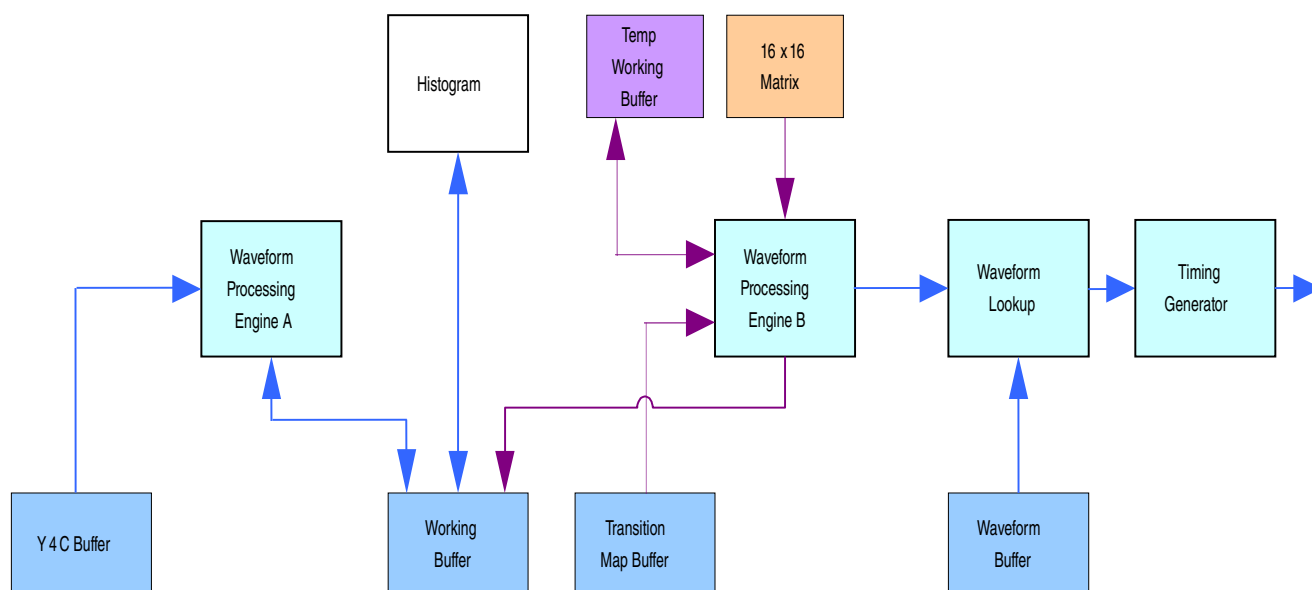 Histogram
Temp
Working
Buffer
16 x 16
Matrix
Waveform
Processing
Engine A
Waveform
Processing
Engine B
Waveform
Lookup
Timing
Generator
Y 4 C Buffer
Working
Buffer
Transition
Map Buffer
Waveform
Buffer